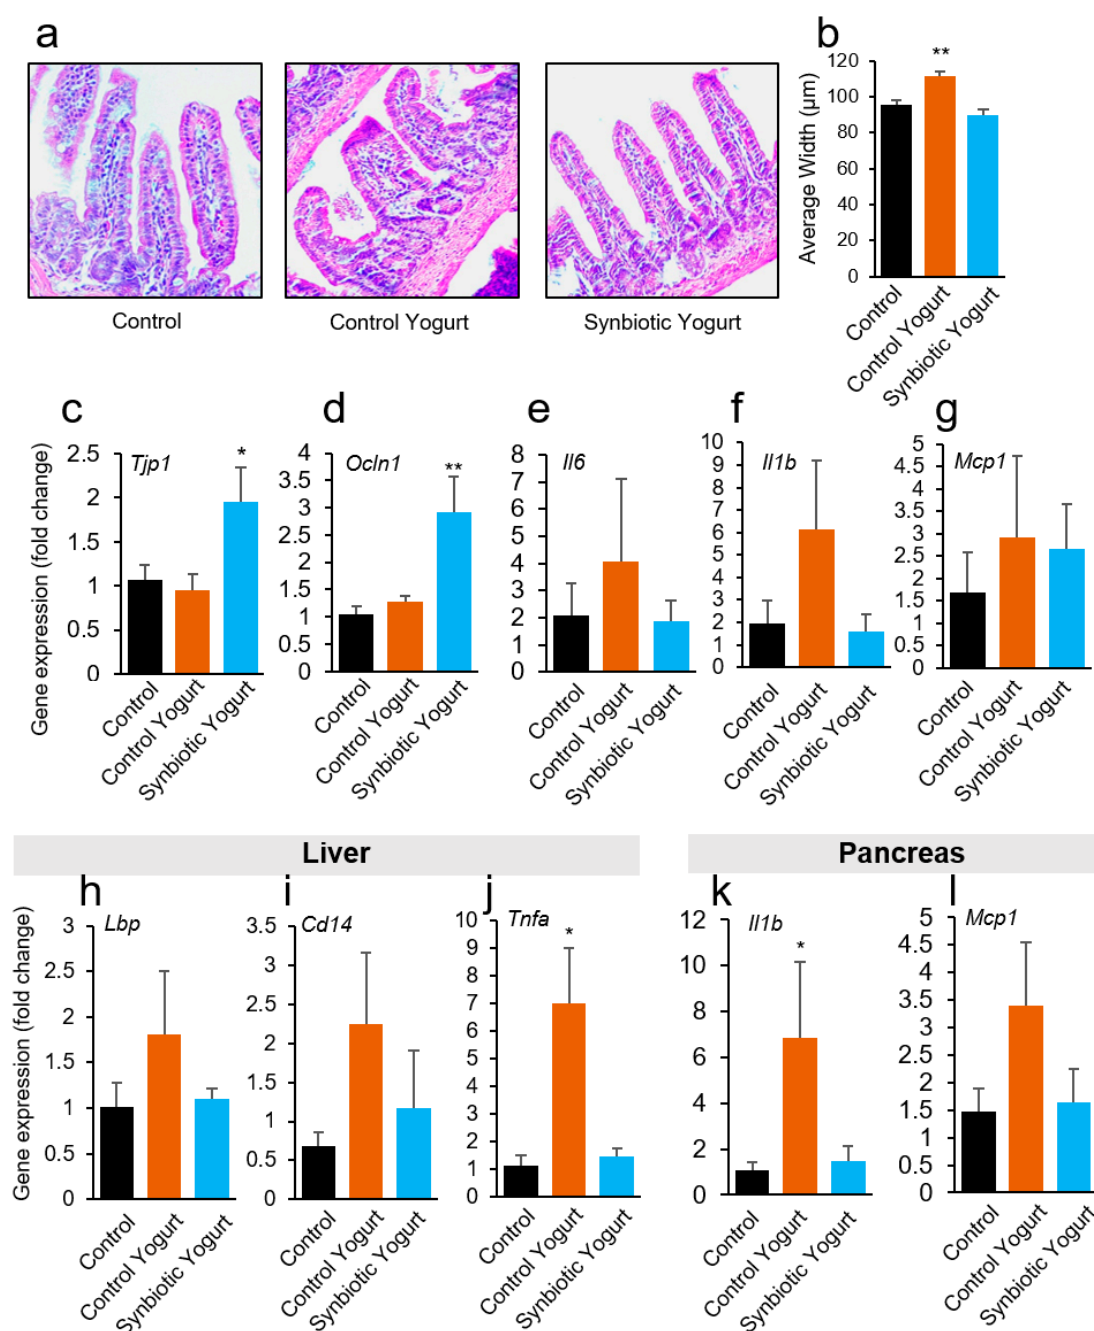 a
b
Control
Control Yogurt
Synbiotic Yogurt
Average Width (µm)
120
100
80
60
40
20
0
**
Control
Control Yogurt
Synbiotic Yogurt
c
d
e
f
g
Gene expression (fold change)
Tjp1
2.5
2
1.5
1
0.5
0
*
Control
Control Yogurt
Synbiotic Yogurt
Ocln1
4
3.5
3
2.5
2
1.5
1
0.5
0
**
Control
Control Yogurt
Synbiotic Yogurt
Il6
8
7
6
5
4
3
2
1
0
Control
Control Yogurt
Synbiotic Yogurt
Il1b
10
9
8
7
6
5
4
3
2
1
0
Control
Control Yogurt
Synbiotic Yogurt
Mcp1
5
4.5
4
3.5
3
2.5
2
1.5
1
0.5
0
Control
Control Yogurt
Synbiotic Yogurt
Liver
Pancreas
h
i
j
k
l
Gene expression (fold change)
Lbp
3
2.5
2
1.5
1
0.5
0
Control
Control Yogurt
Synbiotic Yogurt
Cd14
3.5
3
2.5
2
1.5
1
0.5
0
Control
Control Yogurt
Synbiotic Yogurt
Tnfa
10
9
8
7
6
5
4
3
2
1
0
*
Control
Control Yogurt
Synbiotic Yogurt
Il1b
12
10
8
6
4
2
0
*
Control
Control Yogurt
Synbiotic Yogurt
Mcp1
5
4.5
4
3.5
3
2.5
2
1.5
1
0.5
0
Control
Control Yogurt
Synbiotic Yogurt